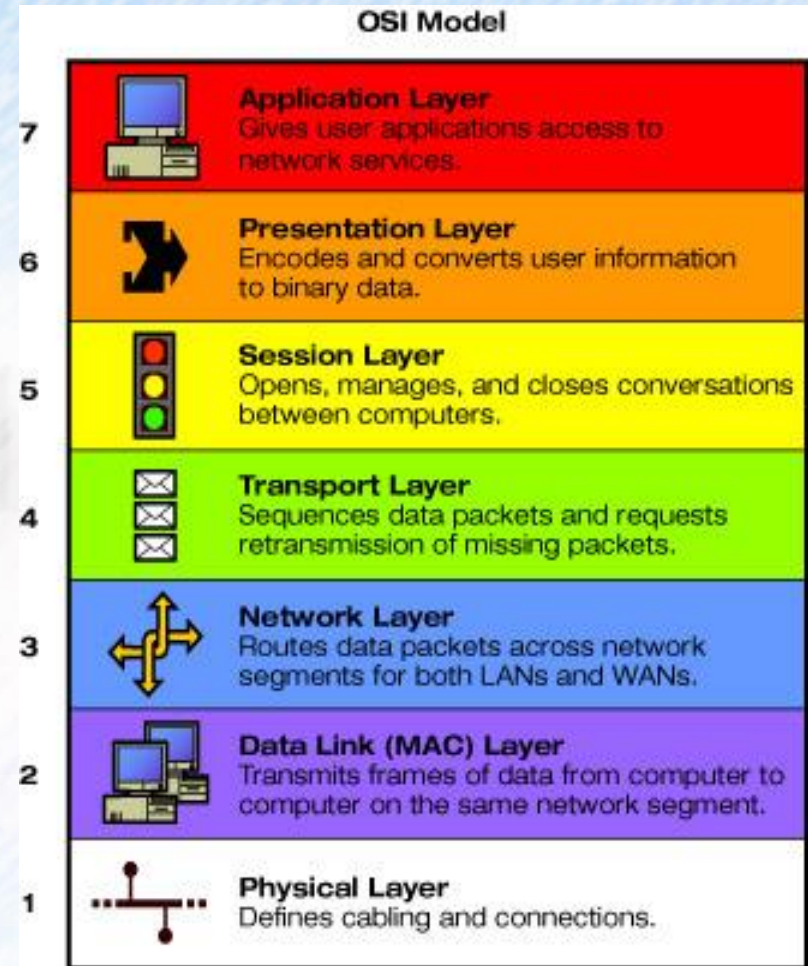 OSI Model
7
Application Layer
Gives user applications access to
network services.
6
Presentation Layer
Encodes and converts user information
to binary data.
5
Session Layer
Opens, manages, and closes conversations
between computers.
4
Transport Layer
Sequences data packets and requests
retransmission of missing packets.
3
Network Layer
Routes data packets across network
segments for both LANs and WANs.
2
Data Link (MAC) Layer
Transmits frames of data from computer to
computer on the same network segment.
1
Physical Layer
Defines cabling and connections.